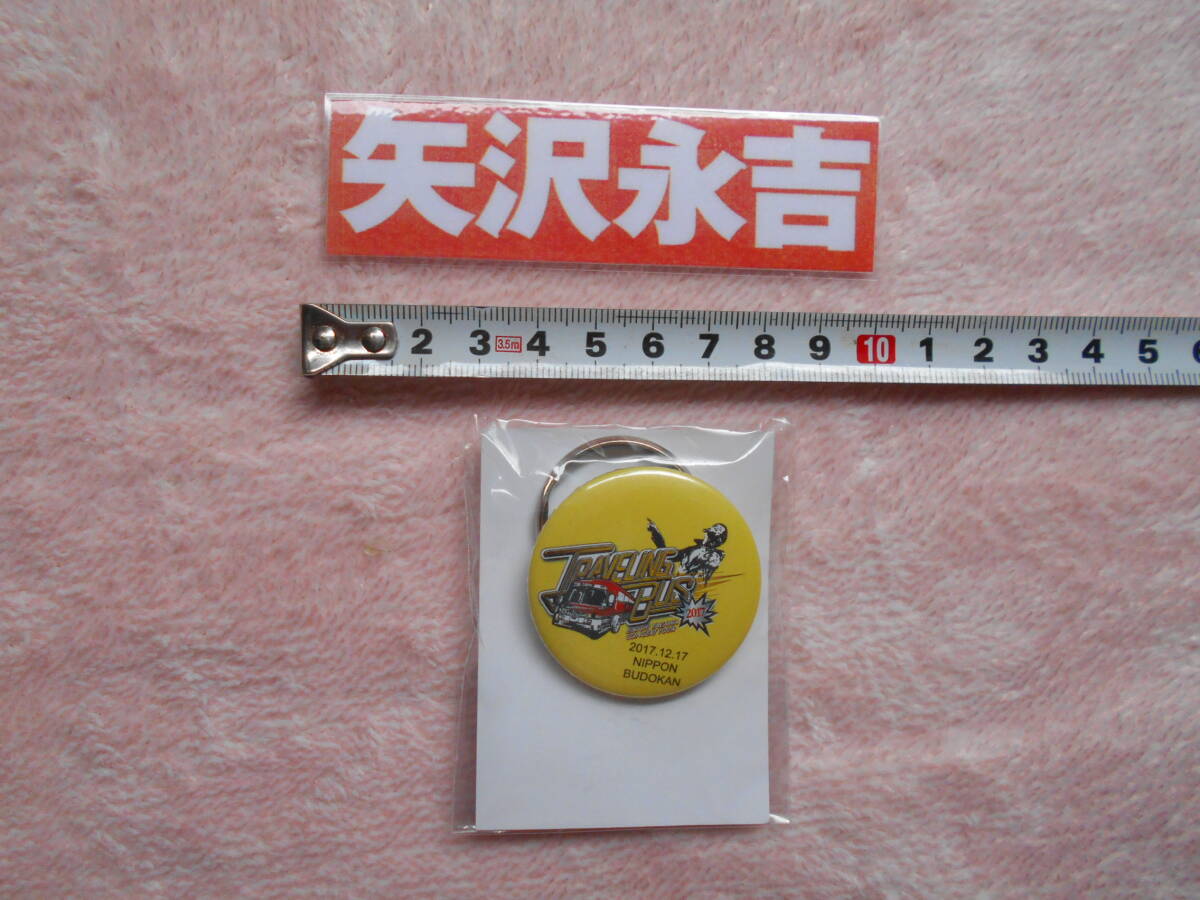 矢沢永吉
2 3 3.5m 4 5 6 7 8 9 10 1 2 3 4 5 6
TRAVELING
BUS
2017
2017.12.17
NIPPON
BUDOKAN